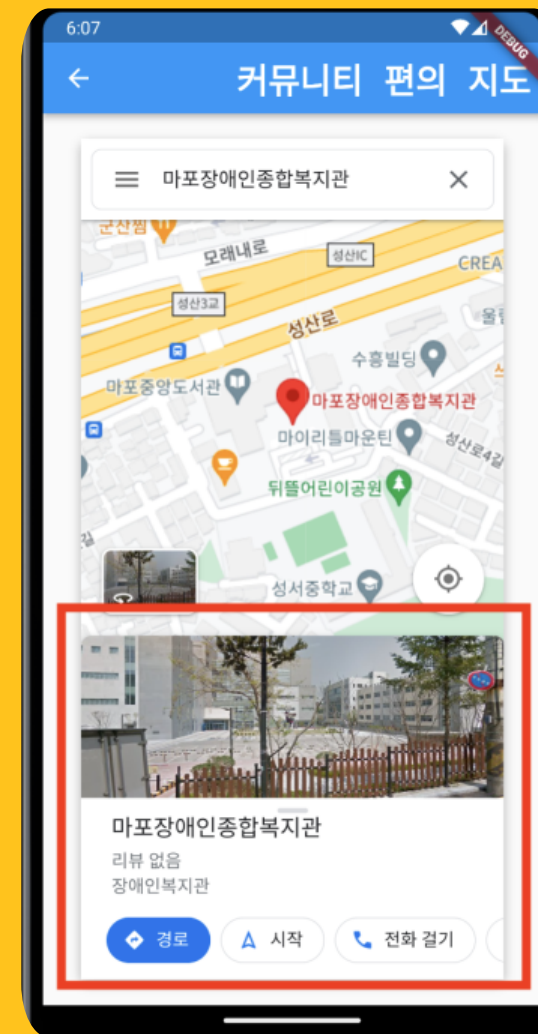 6:07
DEBUG
커뮤니티 편의 지도
마포장애인종합복지관
군산찜
모래내로
성산IC
CREA
성산3교
성산로
수흥빌딩
마포중앙도서관
마포장애인종합복지관
마이리틀마운틴
성산로4길
뒤뜰어린이공원
길
성서중학교
마포장애인종합복지관
리뷰 없음
장애인복지관
경로
시작
전화 걸기